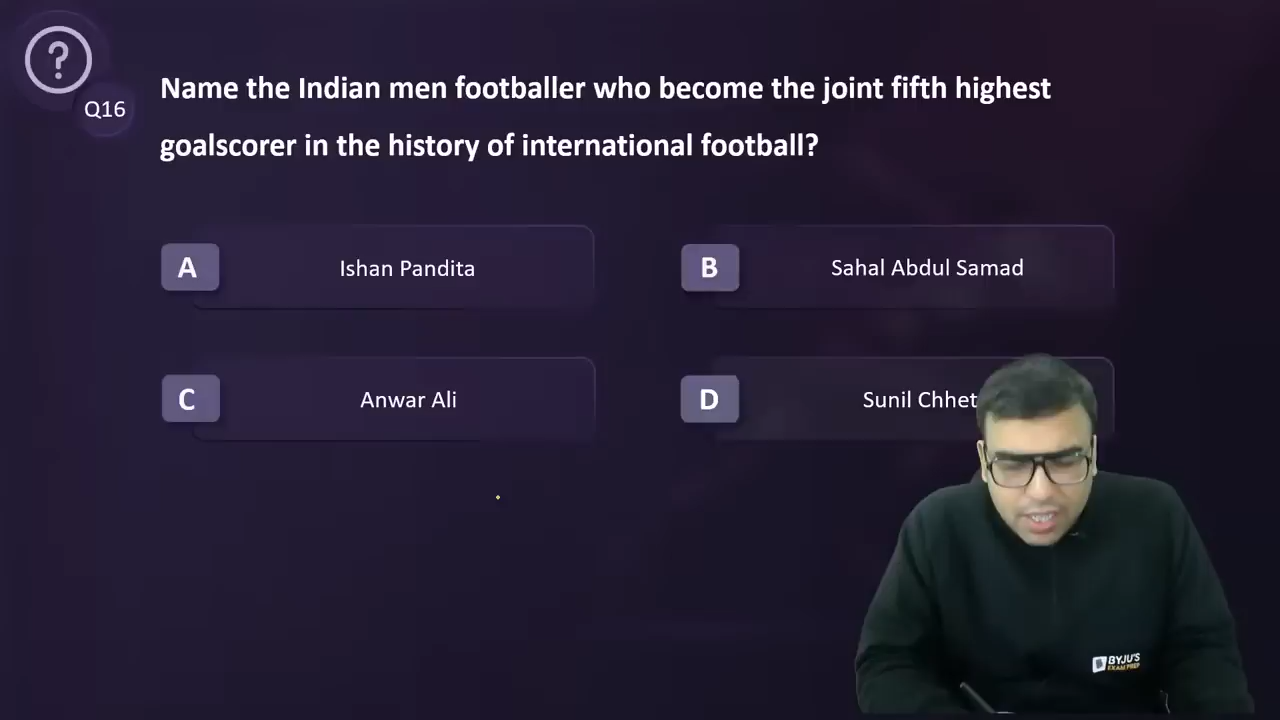 ?
Q16
Name the Indian men footballer who become the joint fifth highest
goalscorer in the history of international football?
A
Ishan Pandita
B
Sahal Abdul Samad
C
Anwar Ali
D
Sunil
BYJU'S
EXAM PREP